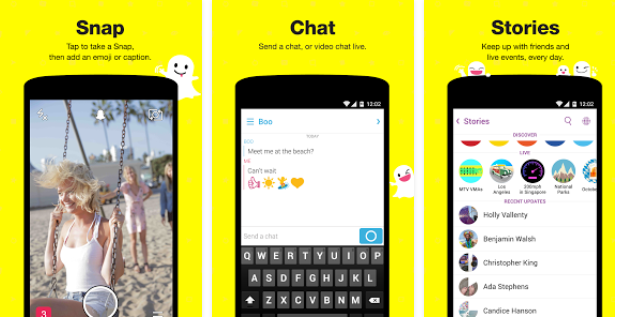 Snap
Tap to take a Snap,
then add an emoji or caption.
3
Chat
Send a chat, or video chat live.
12:02
Boo
TODAY
BOO
Meet me at the beach?
ME
Can't wait
Send a chat
Q W E R T Y U I O P
A S D F G H J K L
Z X C V B N M
Stories
Keep up with friends and
live events, every day.
12:02
Stories
DISCOVER
LIVE
MTV VMAs
Los
Angeles
200mph
in Singapore
National
Parks
RECENT UPDATES
Holly Vallenty
Benjamin Walsh
Christopher King
Ada Stephens
Candice Hanson